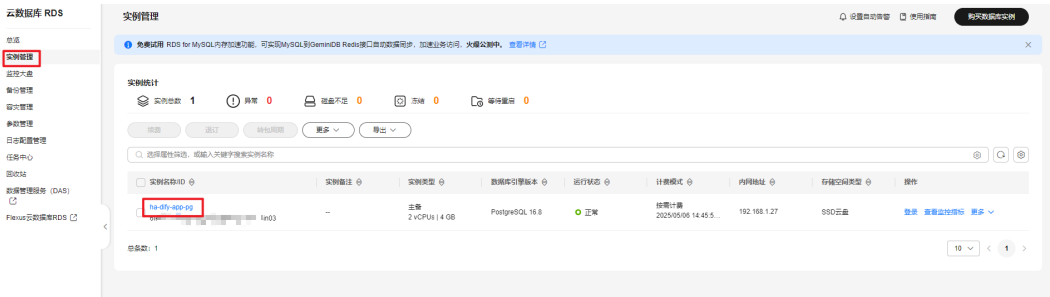 云数据库 RDS
总览
实例管理
监控大盘
备份管理
容灾管理
参数管理
日志配置管理
任务中心
回收站
数据管理服务（DAS）
Flexus云数据库RDS
实例管理
设置自动告警 使用指南 购买数据库实例
免费试用 RDS for MySQL内存加速功能，可实现MySQL到GeminiDB Redis接口自动数据同步，加速业务访问，火爆公测中。 查看详情
实例统计
实例总数 1 异常 0 磁盘不足 0 冻结 0 等待重启 0
续费 退订 转包周期 更多 导出
选择属性筛选，或输入关键字搜索实例名称
实例名称/ID 实例备注 实例类型 数据库引擎版本 运行状态 计费模式 内网地址 存储空间类型 操作
ha-dify-app-pg
lin03
--
主备
2 vCPUs | 4 GB
PostgreSQL 16.8
正常
按需计费
2025/05/06 14:45:5...
192.168.1.27
SSD云盘
登录 查看监控指标 更多
总条数：1
10 1